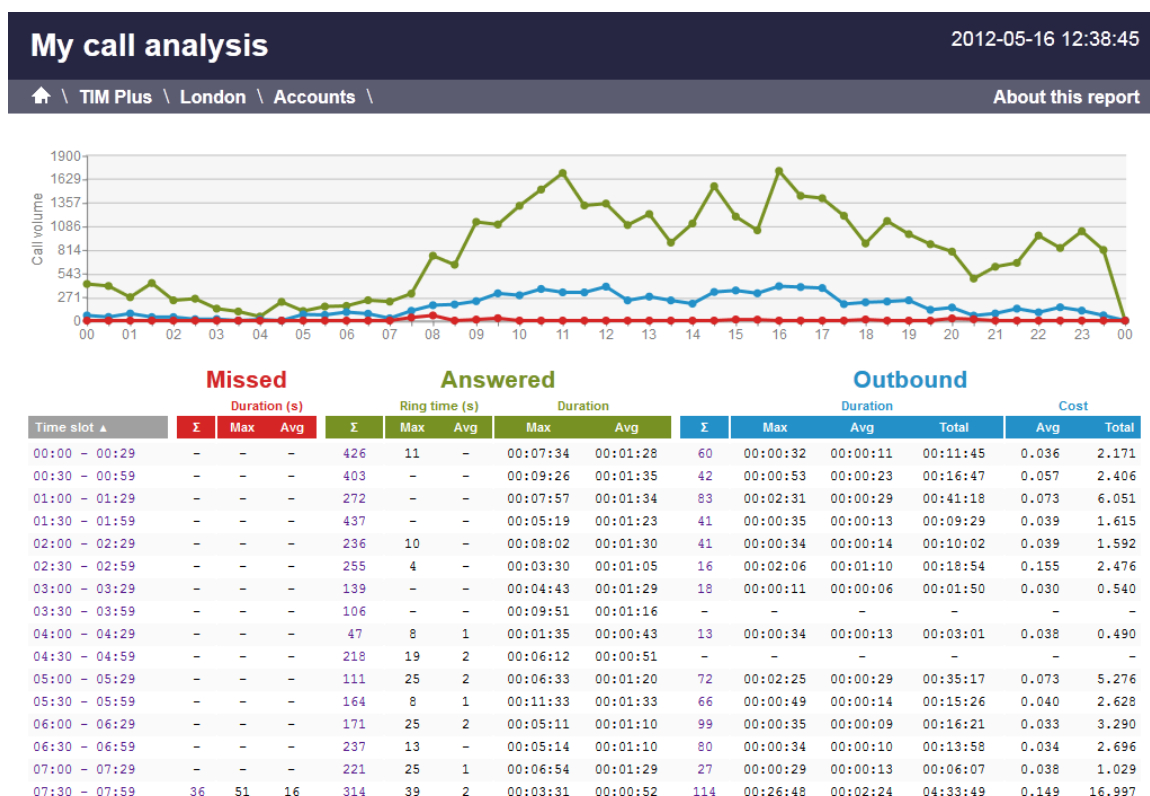 My call analysis 2012-05-16 12:38:45
\ TIM Plus \ London \ Accounts \ About this report
1900
1629
1357
1086
814
543
271
0
Call volume
00 01 02 03 04 05 06 07 08 09 10 11 12 13 14 15 16 17 18 19 20 21 22 23 00
Missed Answered Outbound
Duration (s) Ring time (s) Duration Duration Cost
Time slot ▲ Σ Max Avg Σ Max Avg Max Avg Σ Max Avg Total Avg Total
00:00 - 00:29 - - - 426 11 - 00:07:34 00:01:28 60 00:00:32 00:00:11 00:11:45 0.036 2.171
00:30 - 00:59 - - - 403 - - 00:09:26 00:01:35 42 00:00:53 00:00:23 00:16:47 0.057 2.406
01:00 - 01:29 - - - 272 - - 00:07:57 00:01:34 83 00:02:31 00:00:29 00:41:18 0.073 6.051
01:30 - 01:59 - - - 437 - - 00:05:19 00:01:23 41 00:00:35 00:00:13 00:09:29 0.039 1.615
02:00 - 02:29 - - - 236 10 - 00:08:02 00:01:30 41 00:00:34 00:00:14 00:10:02 0.039 1.592
02:30 - 02:59 - - - 255 4 - 00:03:30 00:01:05 16 00:02:06 00:01:10 00:18:54 0.155 2.476
03:00 - 03:29 - - - 139 - - 00:04:43 00:01:29 18 00:00:11 00:00:06 00:01:50 0.030 0.540
03:30 - 03:59 - - - 106 - - 00:09:51 00:01:16 - - - - - -
04:00 - 04:29 - - - 47 8 1 00:01:35 00:00:43 13 00:00:34 00:00:13 00:03:01 0.038 0.490
04:30 - 04:59 - - - 218 19 2 00:06:12 00:00:51 - - - - - -
05:00 - 05:29 - - - 111 25 2 00:06:33 00:01:20 72 00:02:25 00:00:29 00:35:17 0.073 5.276
05:30 - 05:59 - - - 164 8 1 00:11:33 00:01:33 66 00:00:49 00:00:14 00:15:26 0.040 2.628
06:00 - 06:29 - - - 171 25 2 00:05:11 00:01:10 99 00:00:35 00:00:09 00:16:21 0.033 3.290
06:30 - 06:59 - - - 237 13 - 00:05:14 00:01:10 80 00:00:34 00:00:10 00:13:58 0.034 2.696
07:00 - 07:29 - - - 221 25 1 00:06:54 00:01:29 27 00:00:29 00:00:13 00:06:07 0.038 1.029
07:30 - 07:59 36 51 16 314 39 2 00:03:31 00:00:52 114 00:26:48 00:02:24 04:33:49 0.149 16.997